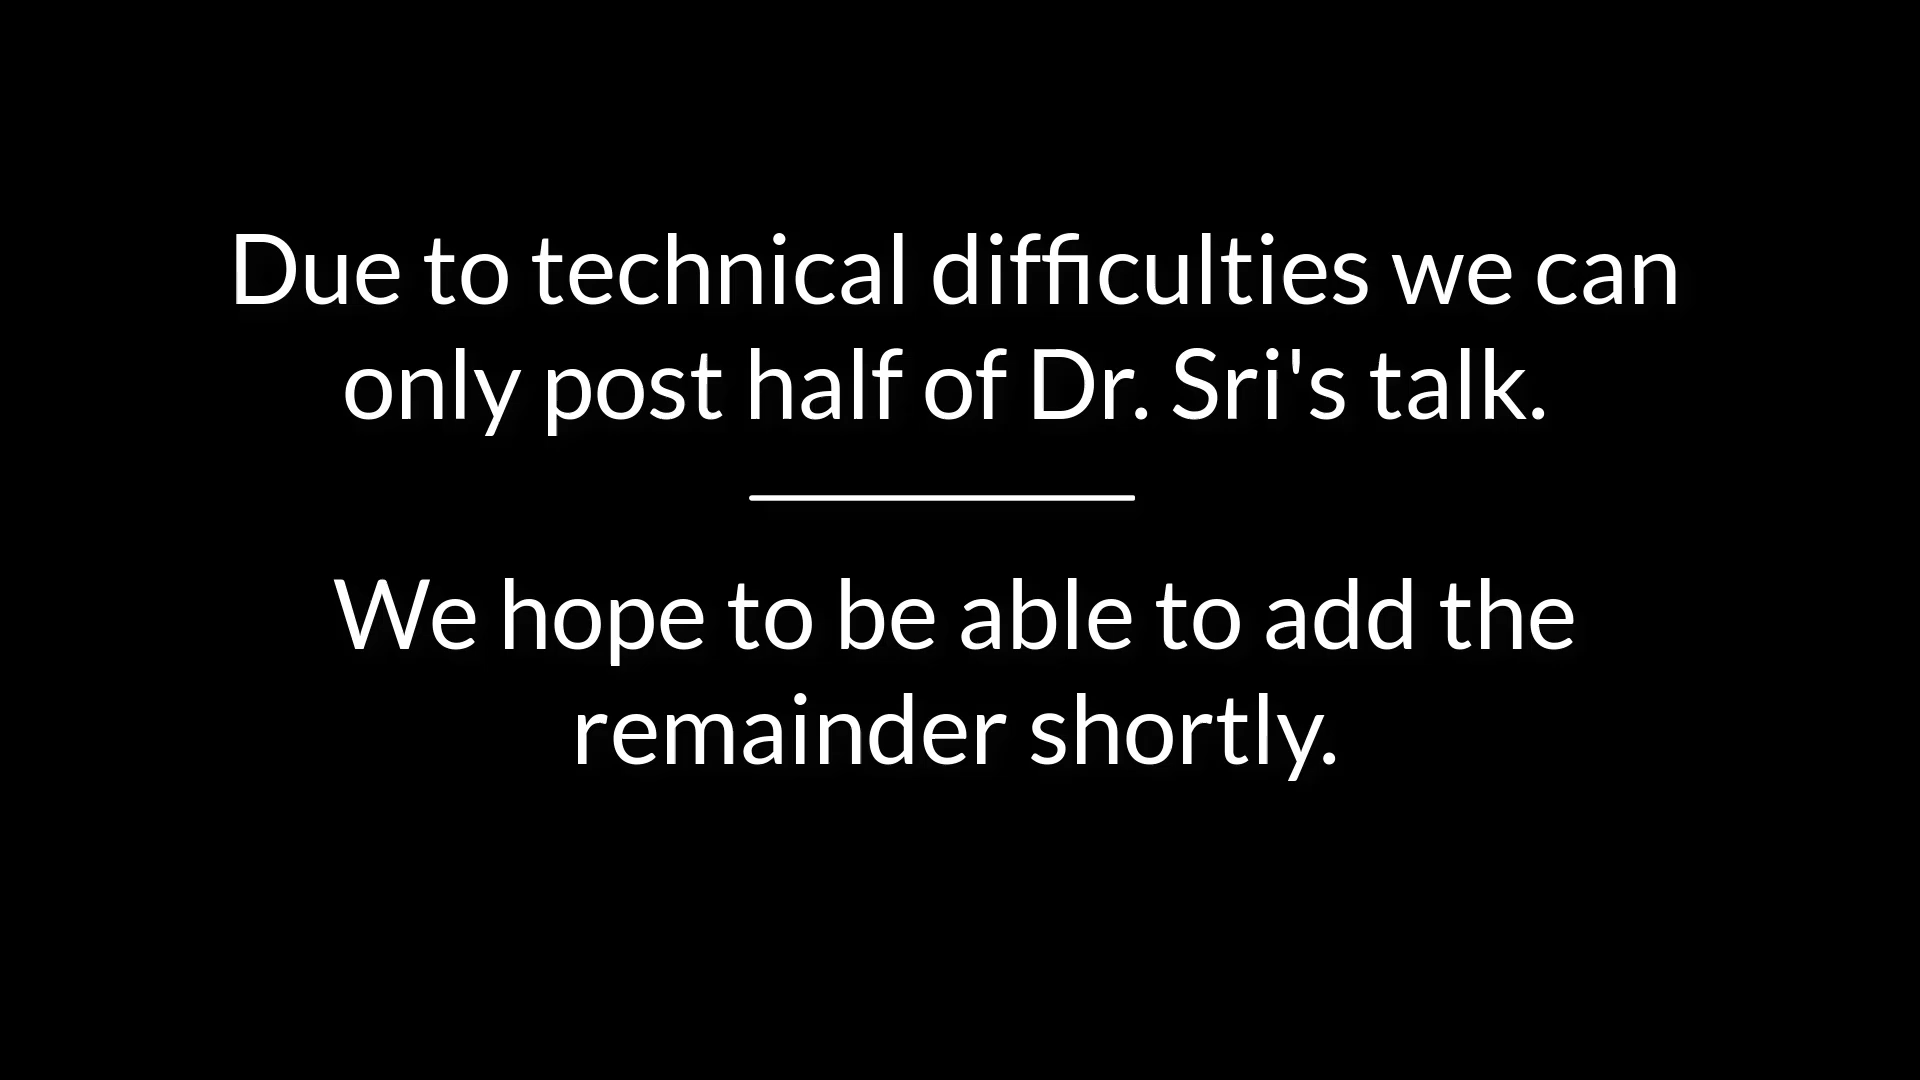 Due to technical difficulties we can
only post half of Dr. Sri's talk.
We hope to be able to add the
remainder shortly.